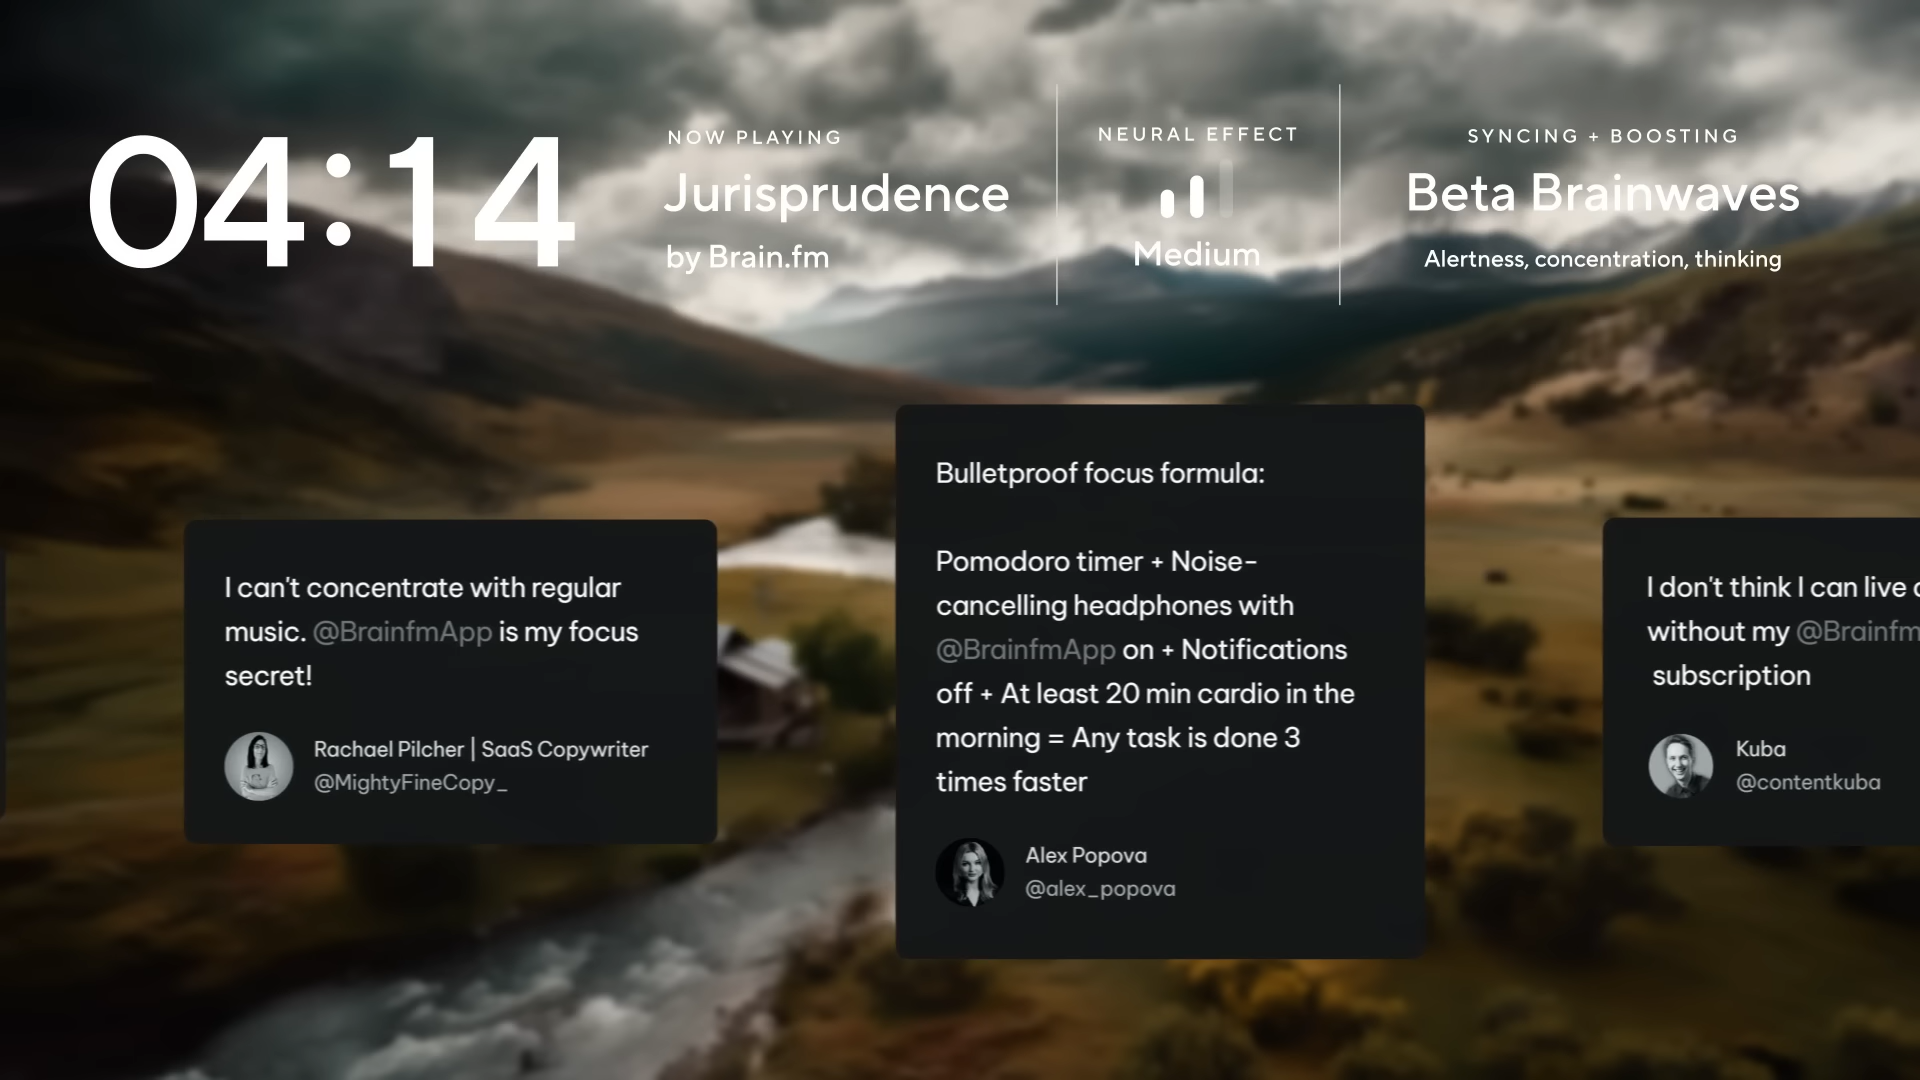 04:14
NOW PLAYING
Jurisprudence
by Brain.fm
NEURAL EFFECT
Medium
SYNCING + BOOSTING
Beta Brainwaves
Alertness, concentration, thinking
I can't concentrate with regular
music. @BrainfmApp is my focus
secret!
Rachael Pilcher | SaaS Copywriter
@MightyFineCopy_
Bulletproof focus formula:
Pomodoro timer + Noise-
cancelling headphones with
@BrainfmApp on + Notifications
off + At least 20 min cardio in the
morning = Any task is done 3
times faster
Alex Popova
@alex_popova
I don't think I can live
without my @Brainfm
subscription
Kuba
@contentkuba